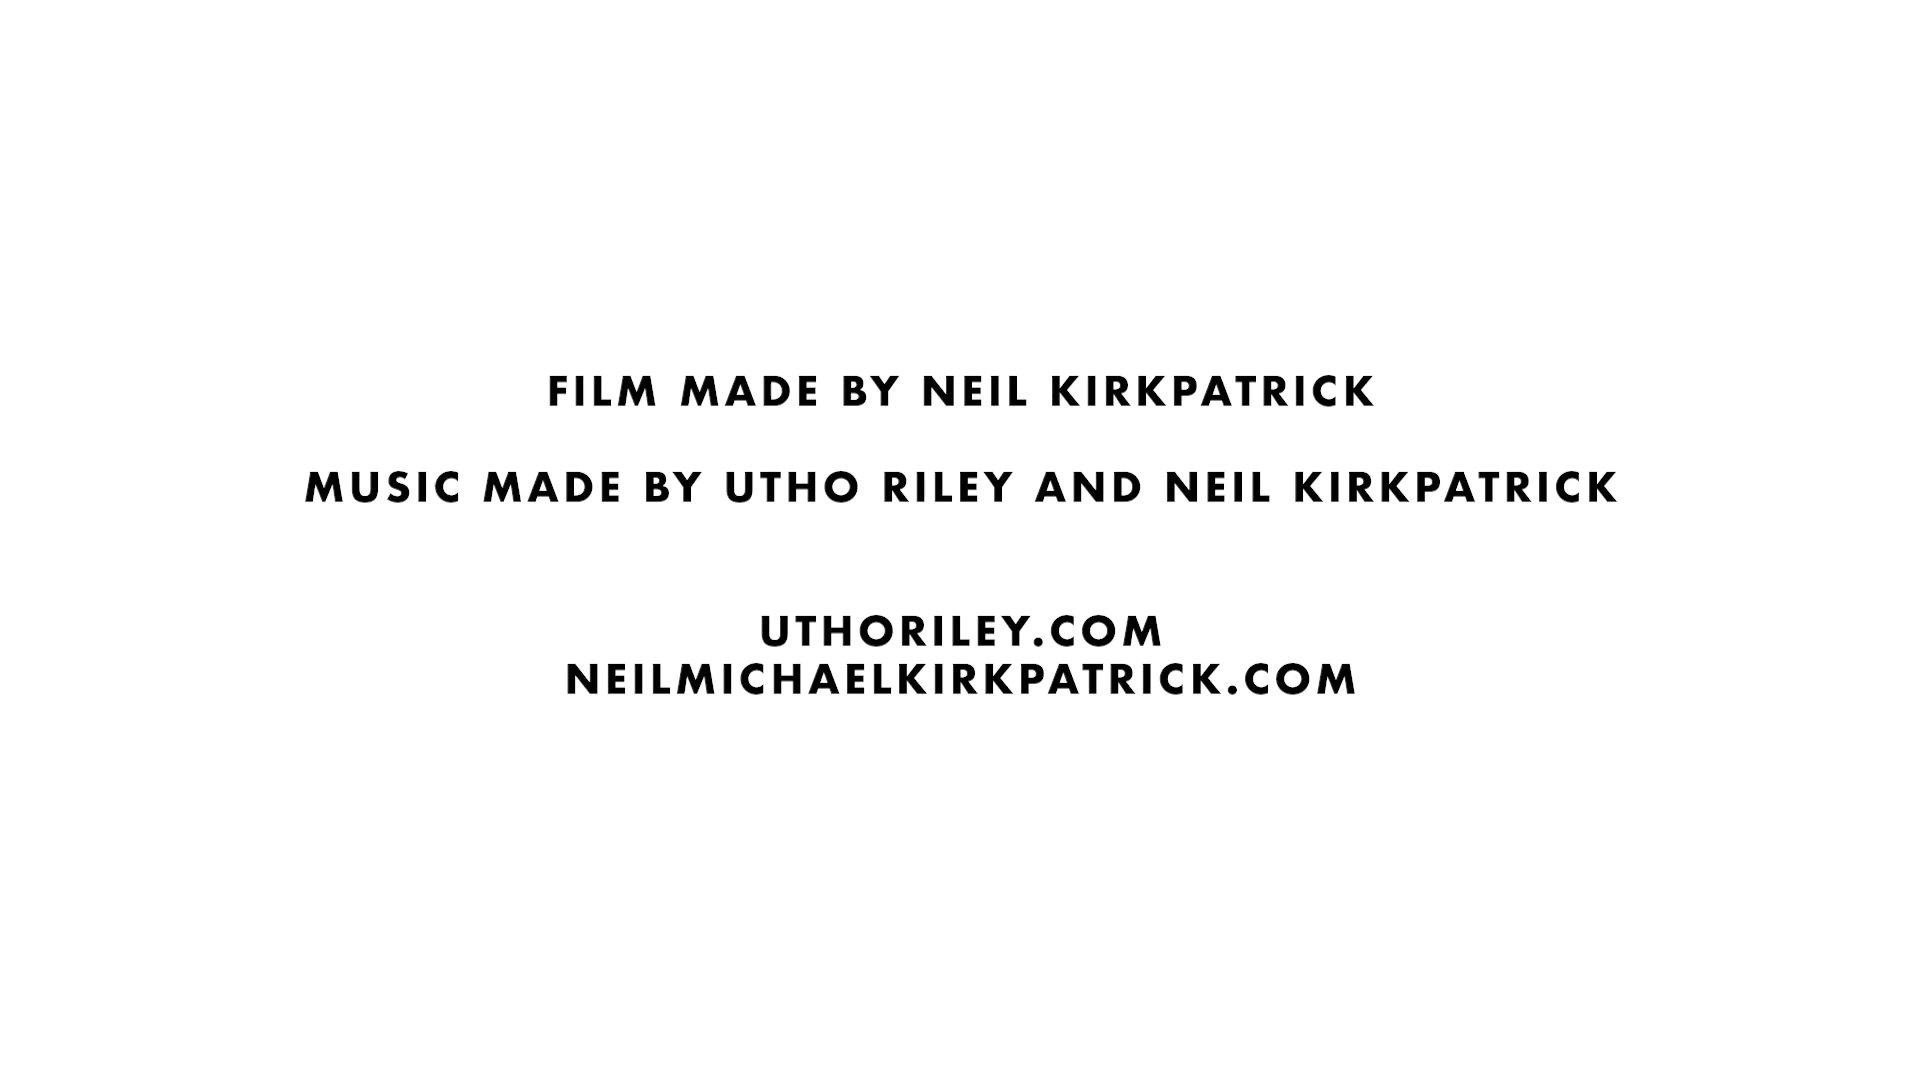 FILM MADE BY NEIL KIRKPATRICK
MUSIC MADE BY UTHO RILEY AND NEIL KIRKPATRICK
UTHORILEY.COM
NEILMICHAELKIRKPATRICK.COM